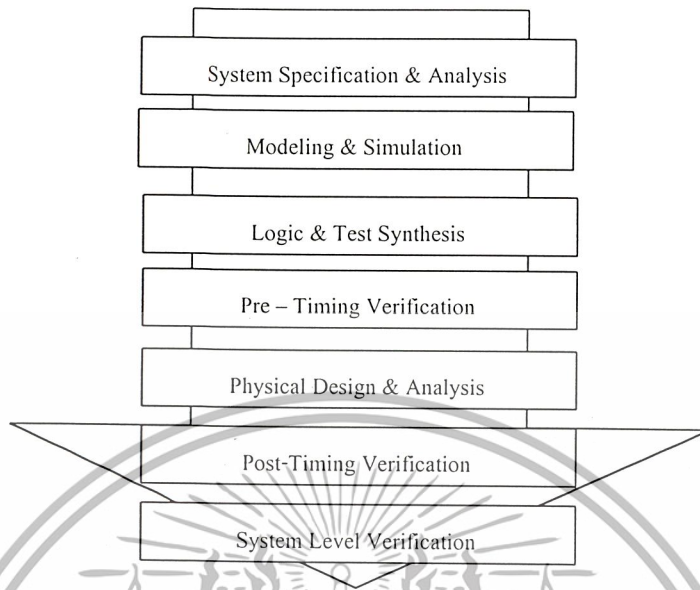 System Specification & Analysis
Modeling & Simulation
Logic & Test Synthesis
Pre – Timing Verification
Physical Design & Analysis
Post-Timing Verification
System Level Verification